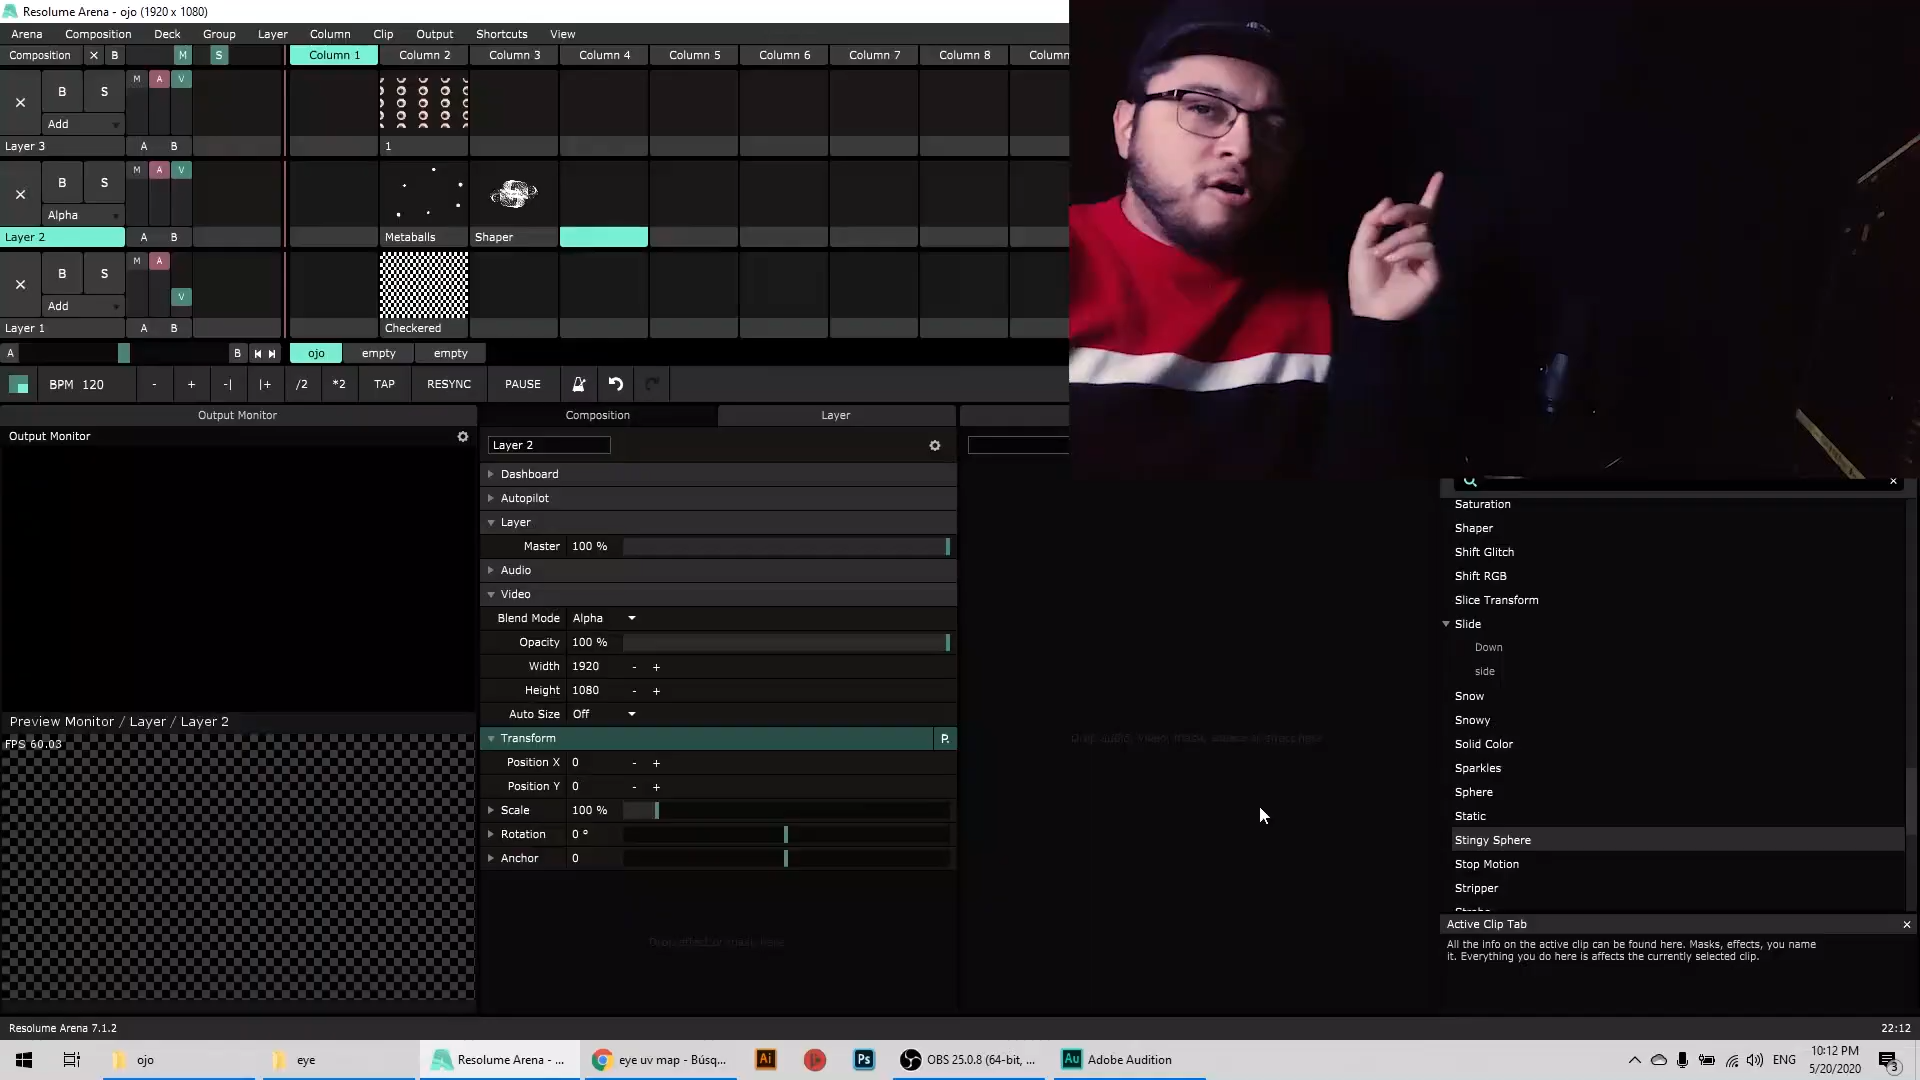 Resolume Arena - ojo (1920 x 1080)
Arena Composition Deck Group Layer Column Clip Output Shortcuts View
Composition X B M S Column 1 Column 2 Column 3 Column 4 Column 5 Column 6 Column 7 Column 8 Column
B S M A V
Add
Layer 3 A B 1
B S M A V
Alpha
Layer 2 A B Metaballs Shaper
B S M A V
Add
Layer 1 A B Checkered
A B ojo empty empty
BPM 120 - + -| |+ /2 *2 TAP RESYNC PAUSE
Output Monitor Composition Layer
Output Monitor
Layer 2
Dashboard
Autopilot
Layer
Master 100 %
Audio
Video
Blend Mode Alpha
Opacity 100 %
Width 1920 - +
Height 1080 - +
Auto Size Off
Transform P.
Position X 0 - +
Position Y 0 - +
Scale 100 %
Rotation 0 °
Anchor 0
Preview Monitor / Layer / Layer 2
FPS 60.03
Saturation
Shaper
Shift Glitch
Shift RGB
Slice Transform
Slide
Down
side
Snow
Snowy
Solid Color
Sparkles
Sphere
Static
Stingy Sphere
Stop Motion
Stripper
Active Clip Tab
All the info on the active clip can be found here. Masks, effects, you name
it. Everything you do here is affects the currently selected clip.
Resolume Arena 7.1.2 22:12
ojo eye Resolume Arena - ... eye uv map - Búsq... Ai Ps OBS 25.0.8 (64-bit, ... Au Adobe Audition ENG 10:12 PM
5/20/2020 3